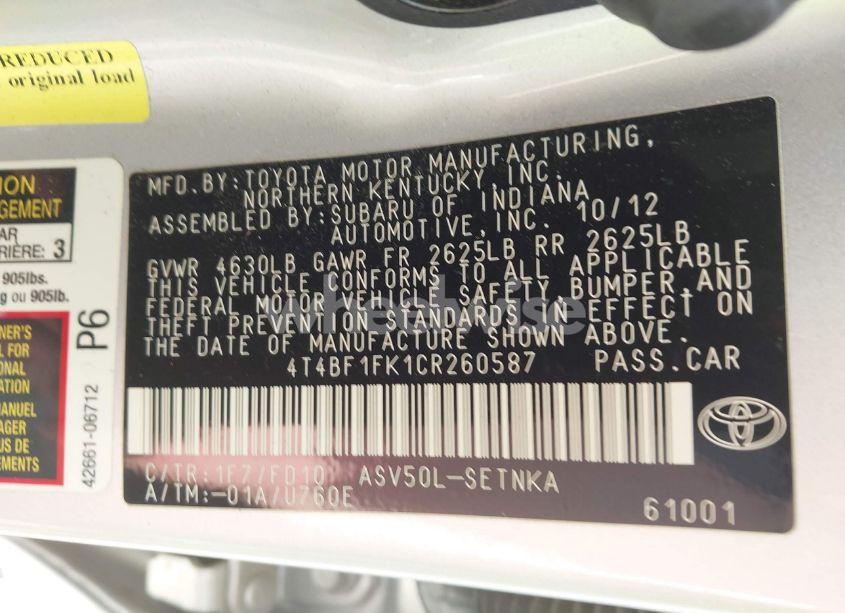 REDUCED
original load
ION
GEMENT
AR
RRIÈRE: 3
905lbs.
g ou 905lb.
NER'S
L FOR
ONAL
ATION
MANUEL
AGER
US DE
EMENTS
P6
42661-06712
MFD.BY:TOYOTA MOTOR MANUFACTURING,
NORTHERN KENTUCKY, INC.
ASSEMBLED BY:SUBARU OF INDIANA
AUTOMOTIVE,INC. 10/12
GVWR 4630LB GAWR FR 2625LB RR 2625LB
THIS VEHICLE CONFORMS TO ALL APPLICABLE
FEDERAL MOTOR VEHICLE SAFETY,BUMPER,AND
THEFT PREVENTION STANDARDS IN EFFECT ON
THE DATE OF MANUFACTURE SHOWN ABOVE.
4T4BF1FK1CR260587 PASS.CAR
C/TR:1F7/FD10 ASV50L-SETNKA
A/TM:-01A/U760E
61001
Wheelwise